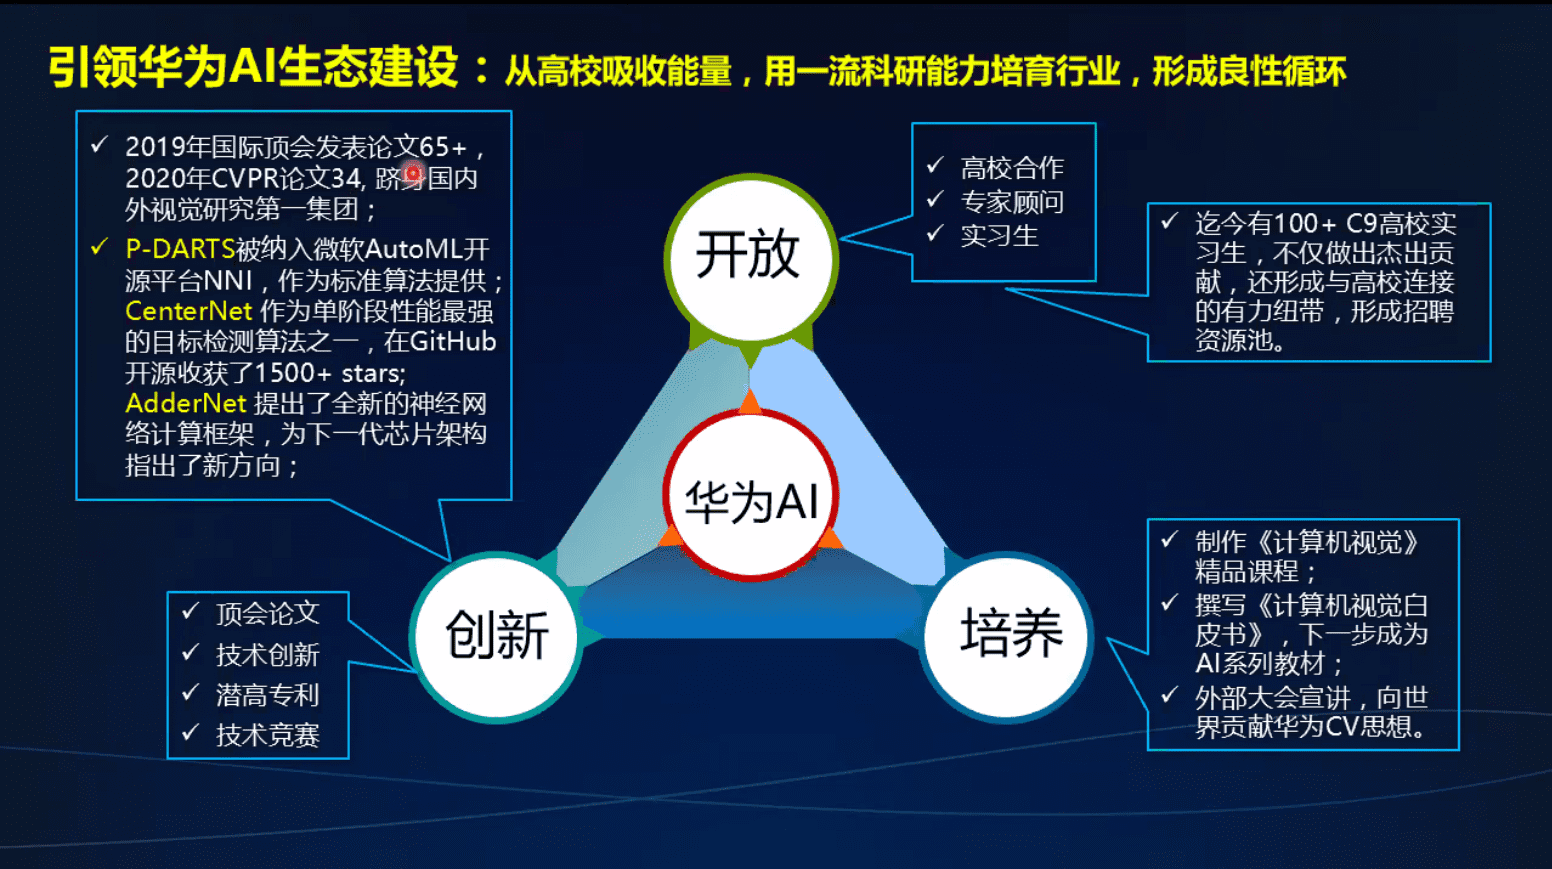 引领华为AI生态建设：从高校吸收能量，用一流科研能力培育行业，形成良性循环
✓ 2019年国际顶会发表论文65+，
2020年CVPR论文34, 跻身国内
外视觉研究第一集团；
✓ P-DARTS被纳入微软AutoML开
源平台NNI，作为标准算法提供；
CenterNet 作为单阶段性能最强
的目标检测算法之一，在GitHub
开源收获了1500+ stars;
AdderNet 提出了全新的神经网
络计算框架，为下一代芯片架构
指出了新方向；
✓ 顶会论文
✓ 技术创新
✓ 潜高专利
✓ 技术竞赛
开放
华为AI
创新
培养
✓ 高校合作
✓ 专家顾问
✓ 实习生
✓ 迄今有100+ C9高校实
习生，不仅做出杰出贡
献，还形成与高校连接
的有力纽带，形成招聘
资源池。
✓ 制作《计算机视觉》
精品课程；
✓ 撰写《计算机视觉白
皮书》，下一步成为
AI系列教材；
✓ 外部大会宣讲，向世
界贡献华为CV思想。